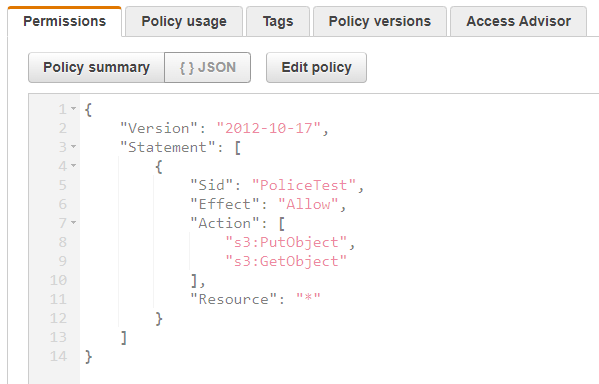 Permissions Policy usage Tags Policy versions Access Advisor
Policy summary { } JSON Edit policy
1 {
2 "Version": "2012-10-17",
3 "Statement": [
4 {
5 "Sid": "PoliceTest",
6 "Effect": "Allow",
7 "Action": [
8 "s3:PutObject",
9 "s3:GetObject"
10 ],
11 "Resource": "*"
12 }
13 ]
14 }